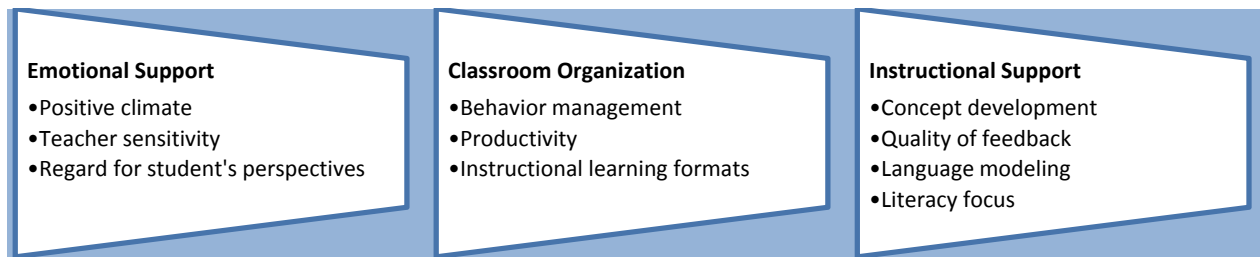 Emotional Support
•Positive climate
•Teacher sensitivity
•Regard for student's perspectives
Classroom Organization
•Behavior management
•Productivity
•Instructional learning formats
Instructional Support
•Concept development
•Quality of feedback
•Language modeling
•Literacy focus